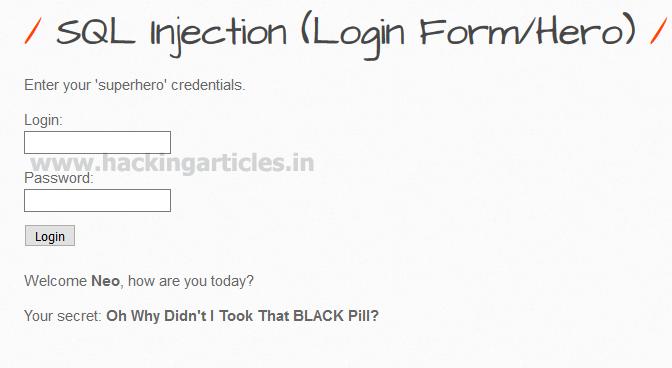 / SQL Injection (Login Form/Hero) /
Enter your 'superhero' credentials.
Login:
www.hackingarticles.in
Password:
Login
Welcome Neo, how are you today?
Your secret: Oh Why Didn't I Took That BLACK Pill?